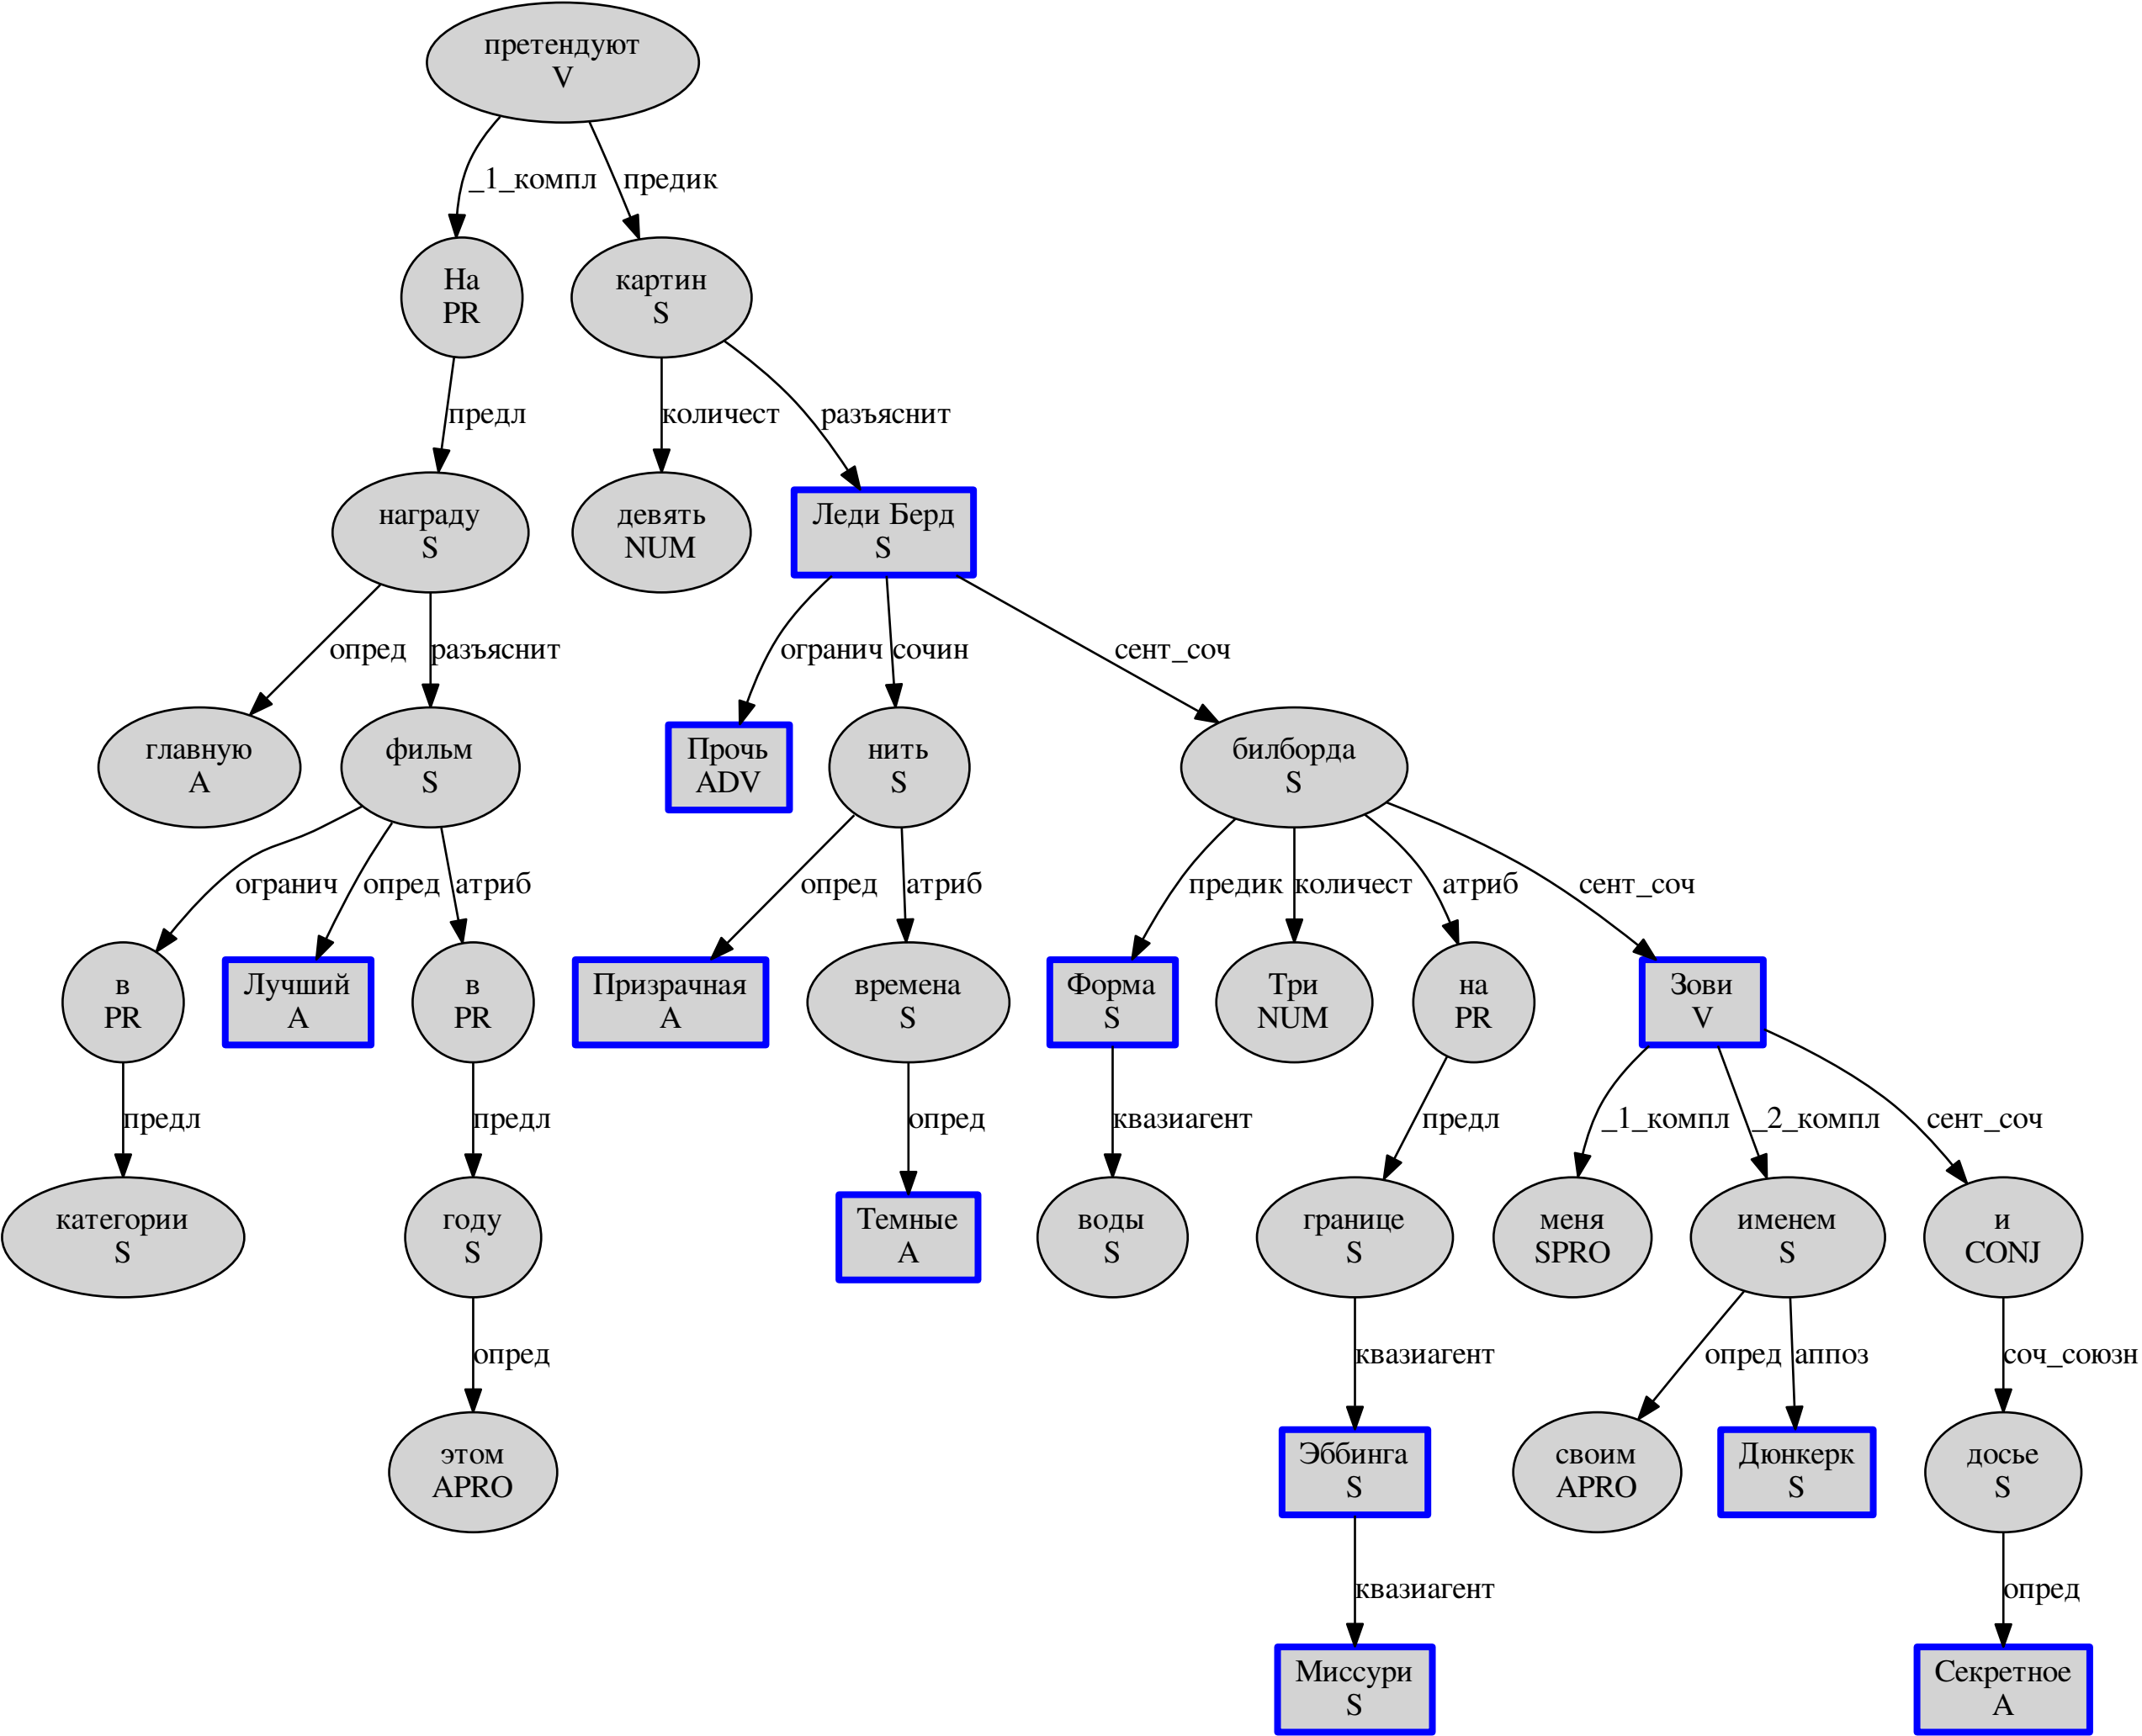 претендуют
V
_1_компл
предик
На
PR
картин
S
предл
количест
разъяснит
награду
S
девять
NUM
Леди Берд
S
опред
разъяснит
огранич
сочин
сент_соч
главную
A
фильм
S
Прочь
ADV
нить
S
билборда
S
огранич
опред
атриб
опред
атриб
предик
количест
атриб
сент_соч
в
PR
Лучший
A
в
PR
Призрачная
A
времена
S
Форма
S
Три
NUM
на
PR
Зови
V
предл
предл
опред
квазиагент
предл
_1_компл
_2_компл
сент_соч
категории
S
году
S
Темные
A
воды
S
границе
S
меня
SPRO
именем
S
и
CONJ
опред
квазиагент
опред
аппоз
соч_союзн
этом
APRO
Эббинга
S
своим
APRO
Дюнкерк
S
досье
S
квазиагент
опред
Миссури
S
Секретное
A